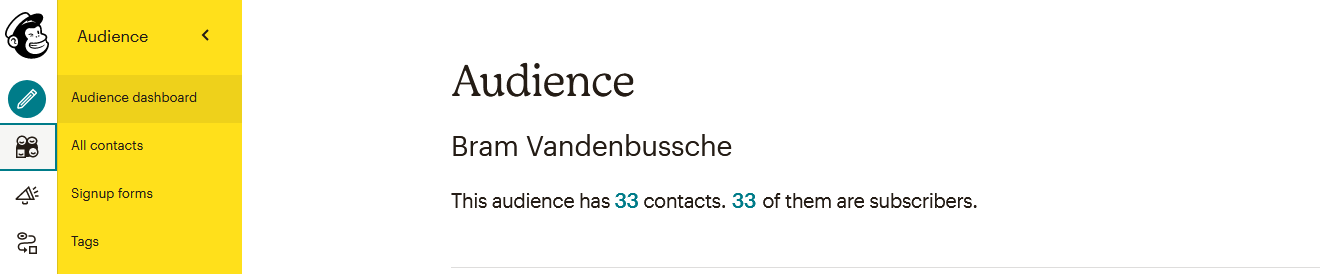 Audience
Audience dashboard
All contacts
Signup forms
Tags
Audience
Bram Vandenbussche
This audience has 33 contacts. 33 of them are subscribers.